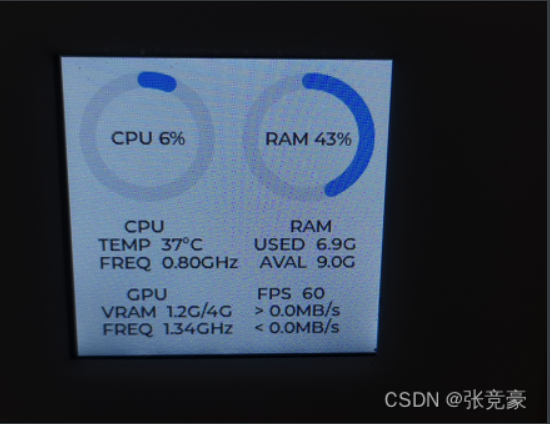 CPU 6% RAM 43%
CPU RAM
TEMP 37°C USED 6.9G
FREQ 0.80GHz AVAL 9.0G
GPU FPS 60
VRAM 1.2G/4G > 0.0MB/s
FREQ 1.34GHz < 0.0MB/s
CSDN @张竞豪